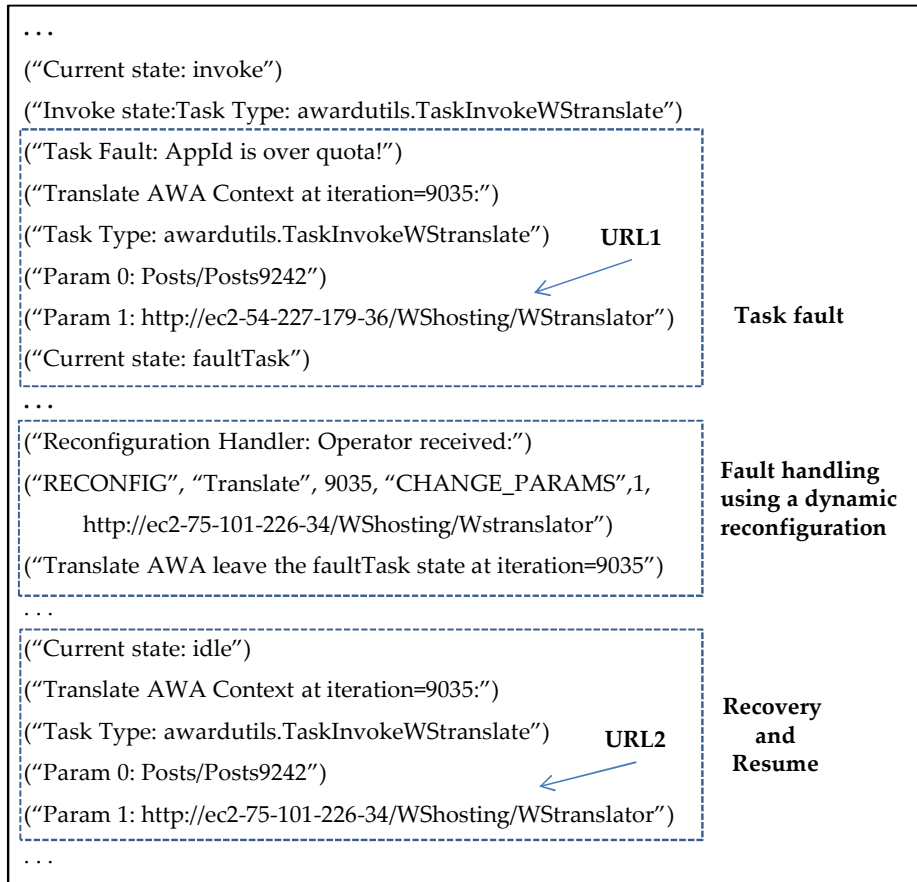 ...
(“Current state: invoke”)
(“Invoke state:Task Type: awardutils.TaskInvokeWStranslate”)
(“Task Fault: AppId is over quota!”)
(“Translate AWA Context at iteration=9035:”)
(“Task Type: awardutils.TaskInvokeWStranslate”)
URL1
(“Param 0: Posts/Posts9242”)
(“Param 1: http://ec2-54-227-179-36/WShosting/WStranslator”)
Task fault
(“Current state: faultTask”)
...
(“Reconfiguration Handler: Operator received:”)
(“RECONFIG”, “Translate”, 9035, “CHANGE_PARAMS”,1,
http://ec2-75-101-226-34/WShosting/Wstranslator”)
(“Translate AWA leave the faultTask state at iteration=9035”)
Fault handling
using a dynamic
reconfiguration
. . .
(“Current state: idle”)
(“Translate AWA Context at iteration=9035:”)
(“Task Type: awardutils.TaskInvokeWStranslate”)
URL2
(“Param 0: Posts/Posts9242”)
(“Param 1: http://ec2-75-101-226-34/WShosting/WStranslator”)
Recovery
and
Resume
. . .